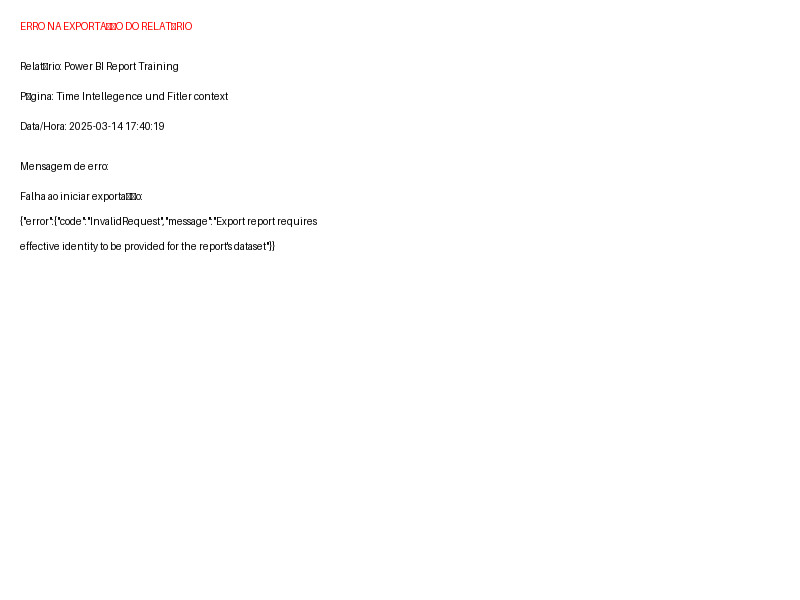 ERRO NA EXPORTA▯▯O DO RELAT▯RIO
Relat▯rio: Power BI Report Training
P▯gina: Time Intellegence und Fitler context
Data/Hora: 2025-03-14 17:40:19
Mensagem de erro:
Falha ao iniciar exporta▯▯o:
{"error":{"code":"InvalidRequest","message":"Export report requires
effective identity to be provided for the report's dataset"}}